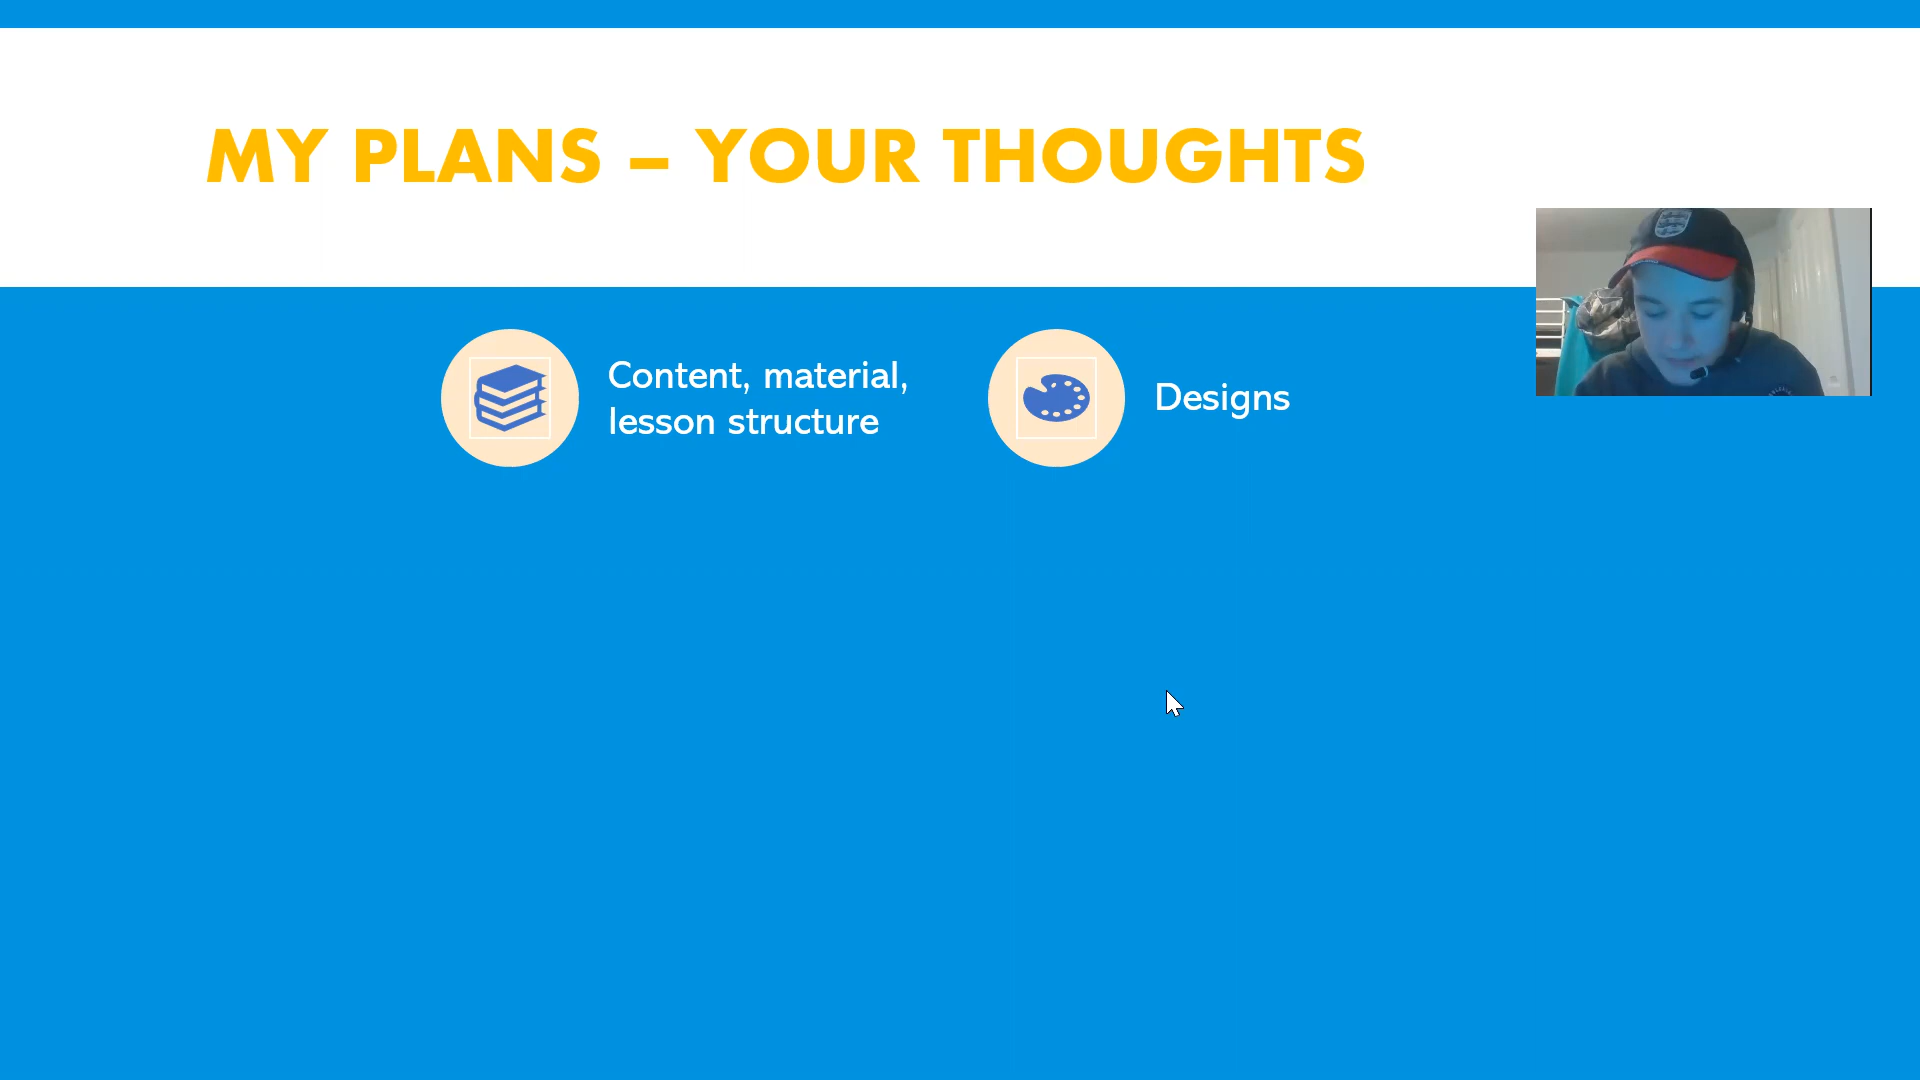 MY PLANS – YOUR THOUGHTS
Content, material,
lesson structure
Designs